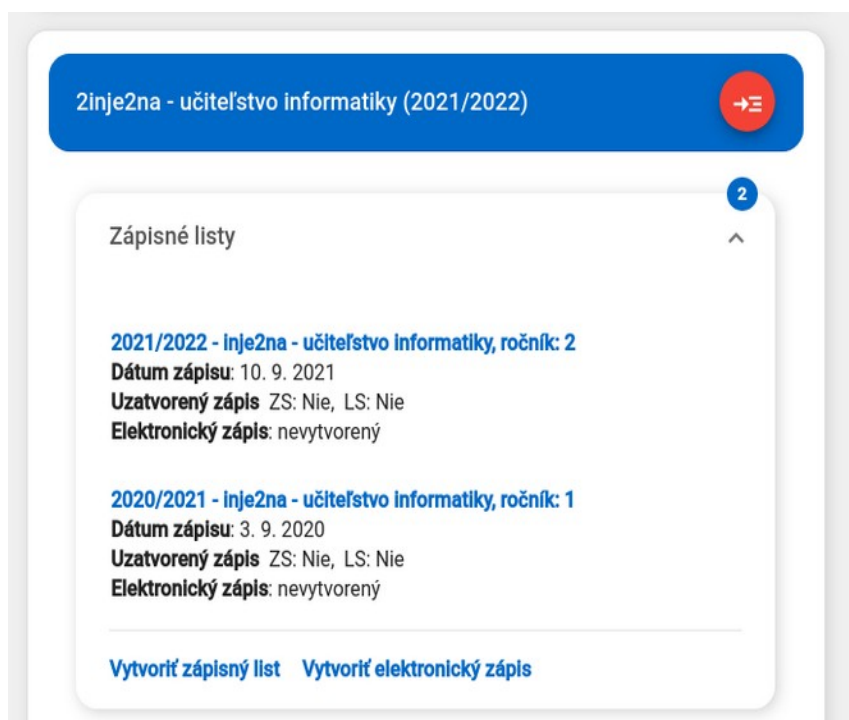 2inje2na - učiteľstvo informatiky (2021/2022)
2
Zápisné listy
2021/2022 - inje2na - učiteľstvo informatiky, ročník: 2
Dátum zápisu: 10. 9. 2021
Uzatvorený zápis ZS: Nie, LS: Nie
Elektronický zápis: nevytvorený
2020/2021 - inje2na - učiteľstvo informatiky, ročník: 1
Dátum zápisu: 3. 9. 2020
Uzatvorený zápis ZS: Nie, LS: Nie
Elektronický zápis: nevytvorený
Vytvoriť zápisný list Vytvoriť elektronický zápis